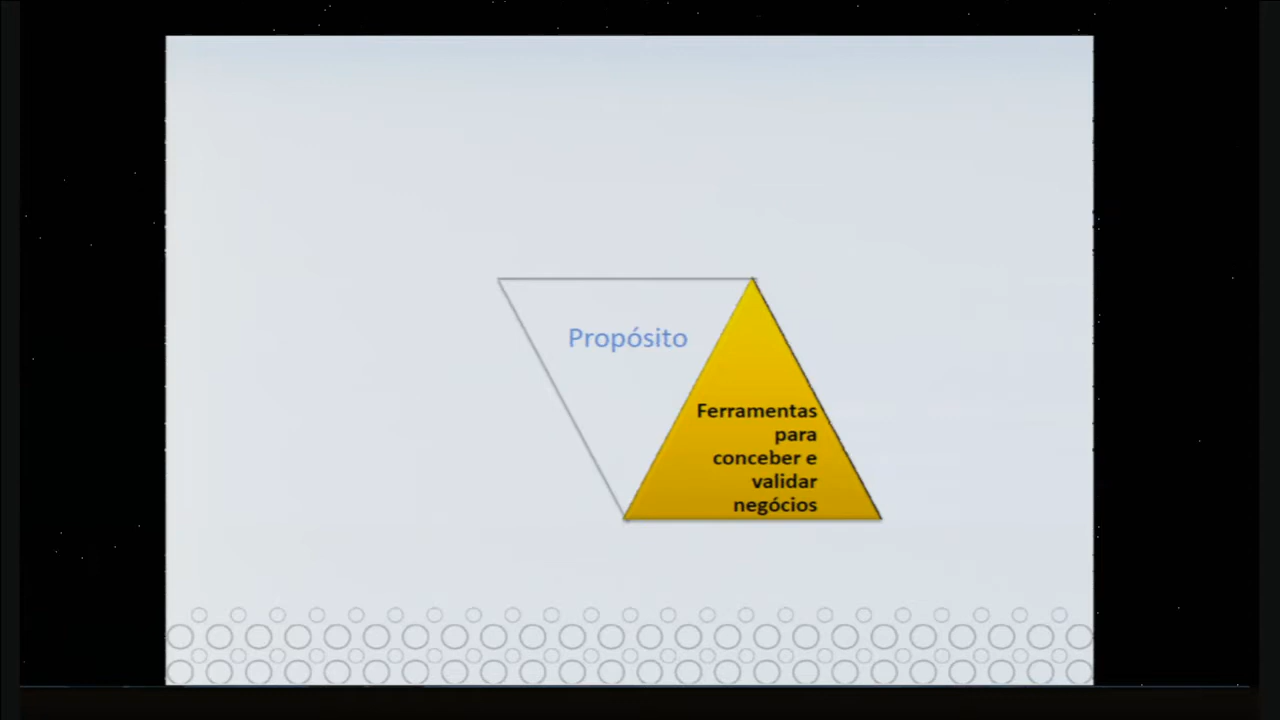 Propósito
Ferramentas
para
conceber e
validar
negócios